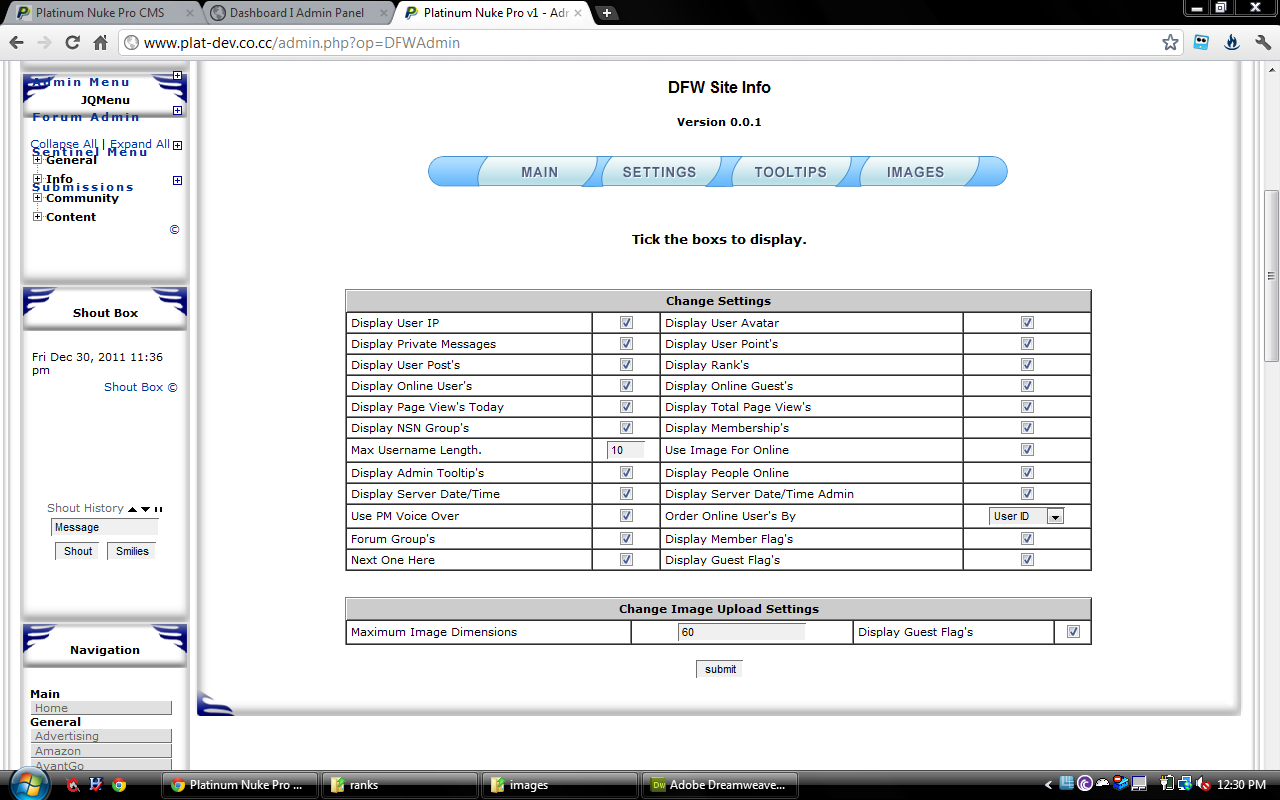 Platinum Nuke Pro CMS
Dashboard I Admin Panel
Platinum Nuke Pro v1 - Adr
www.plat-dev.co.cc/admin.php?op=DFWAdmin
Admin Menu
JQMenu
Forum Admin
Collapse All | Expand All
Sentinel Menu
General
Info
Submissions
Community
Content
©
Shout Box
Fri Dec 30, 2011 11:36
pm
Shout Box ©
Shout History
Message
Shout Smilies
Navigation
Main
Home
General
Advertising
Amazon
AvantGo
DFW Site Info
Version 0.0.1
MAIN SETTINGS TOOLTIPS IMAGES
Tick the boxs to display.
Change Settings
Display User IP Display User Avatar
Display Private Messages Display User Point's
Display User Post's Display Rank's
Display Online User's Display Online Guest's
Display Page View's Today Display Total Page View's
Display NSN Group's Display Membership's
Max Username Length. 10 Use Image For Online
Display Admin Tooltip's Display People Online
Display Server Date/Time Display Server Date/Time Admin
Use PM Voice Over Order Online User's By User ID
Forum Group's Display Member Flag's
Next One Here Display Guest Flag's
Change Image Upload Settings
Maximum Image Dimensions 60 Display Guest Flag's
submit
Platinum Nuke Pro ... ranks images Adobe Dreamweave... 12:30 PM